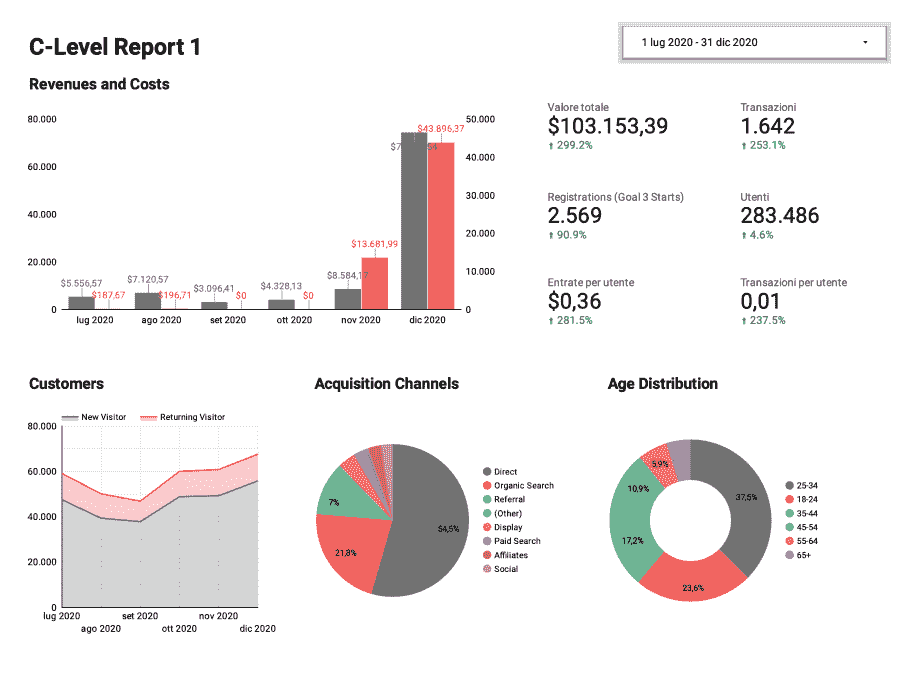 C-Level Report 1
1 lug 2020 - 31 dic 2020
Revenues and Costs
80.000
60.000
40.000
20.000
0
50.000
40.000
30.000
20.000
10.000
0
$5.556,67
$187,67
$7.120,57
$196,71
$3.096,41
$0
$4.328,13
$0
$8.584,17
$13.681,99
$43.896,37
lug 2020
ago 2020
set 2020
ott 2020
nov 2020
dic 2020
Valore totale
$103.153,39
299.2%
Transazioni
1.642
253.1%
Registrations (Goal 3 Starts)
2.569
90.9%
Utenti
283.486
4.6%
Entrate per utente
$0,36
281.5%
Transazioni per utente
0,01
237.5%
Customers
New Visitor
Returning Visitor
80.000
60.000
40.000
20.000
0
lug 2020
ago 2020
set 2020
ott 2020
nov 2020
dic 2020
Acquisition Channels
54,5%
21,8%
7%
Direct
Organic Search
Referral
(Other)
Display
Paid Search
Affiliates
Social
Age Distribution
37,5%
23,6%
17,2%
10,9%
5,9%
25-34
18-24
35-44
45-54
55-64
65+